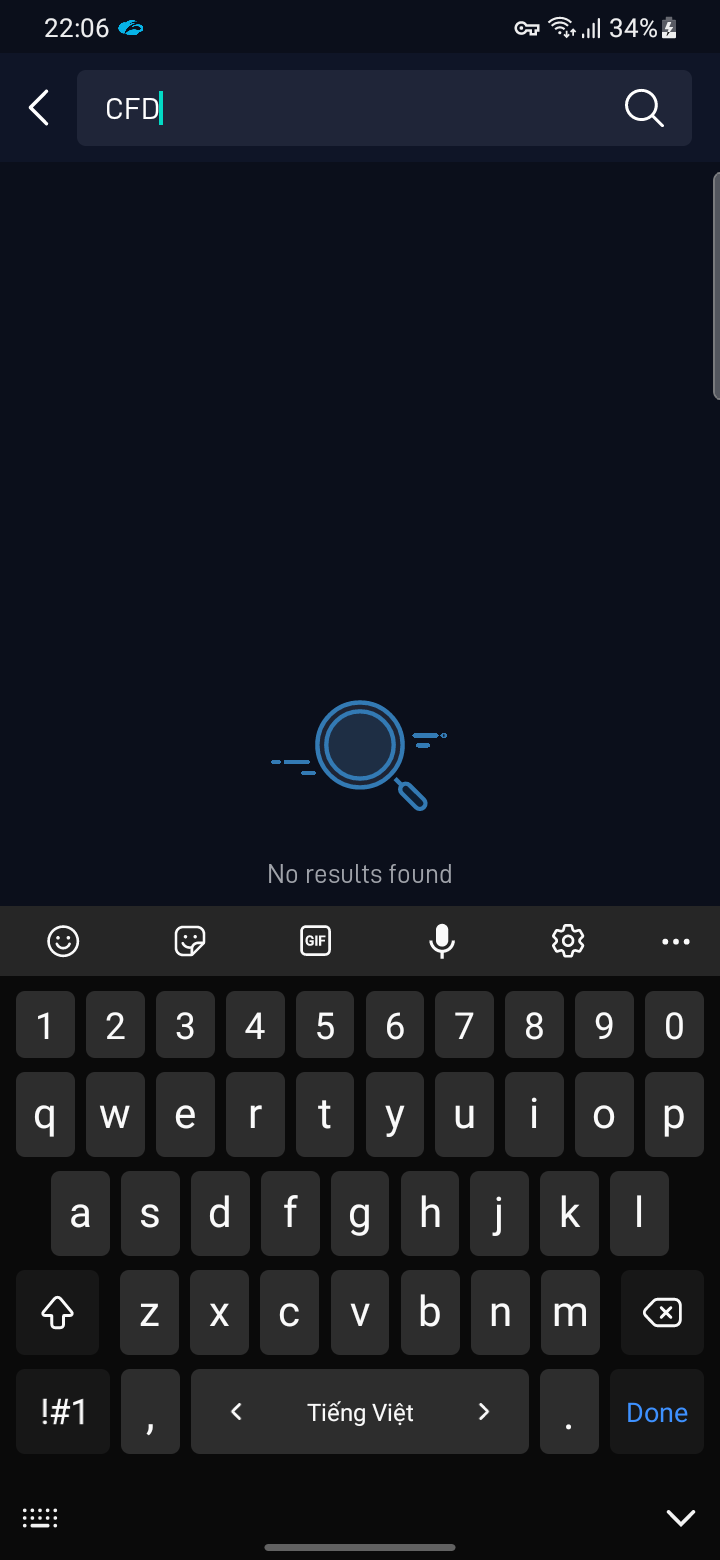 22:06
34%
CFD
No results found
GIF
1 2 3 4 5 6 7 8 9 0
q w e r t y u i o p
a s d f g h j k l
z x c v b n m
!#1 , < Tiếng Việt > . Done